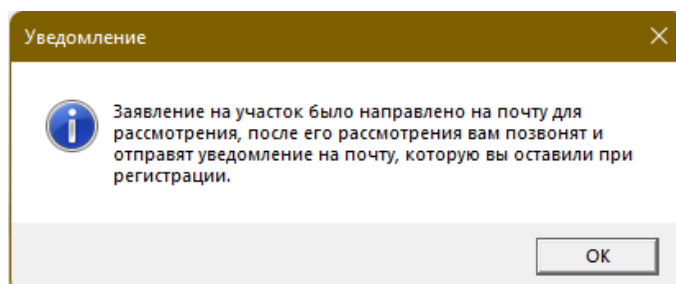 Уведомление
Заявление на участок было направлено на почту для
рассмотрения, после его рассмотрения вам позвонят и
отправят уведомление на почту, которую вы оставили при
регистрации.
ОК